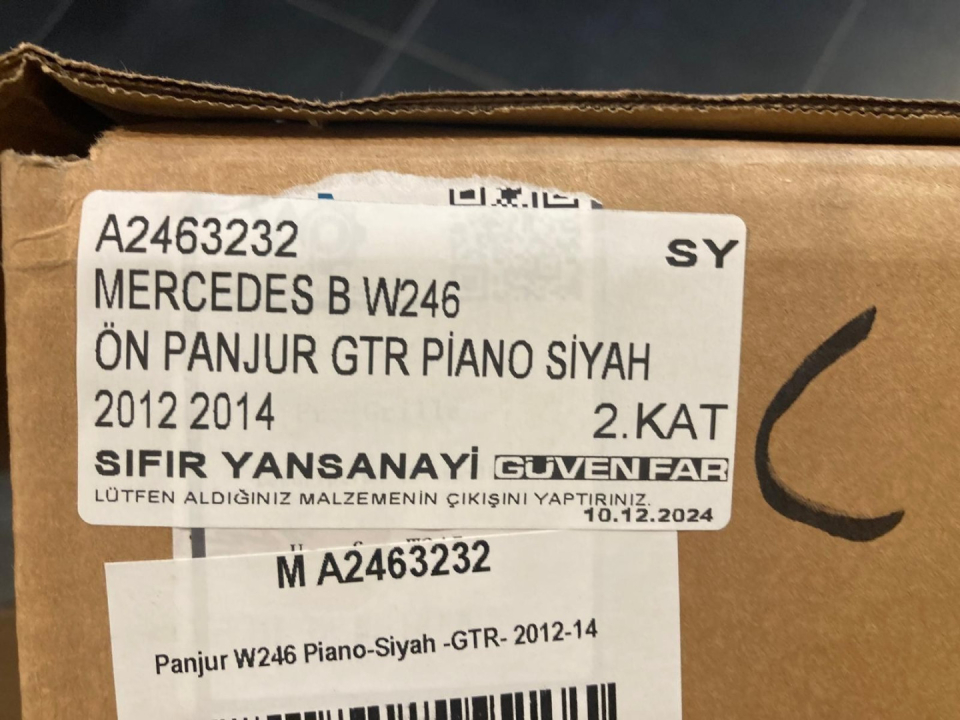 A2463232
SY
MERCEDES B W246
ÖN PANJUR GTR PİANO SİYAH
2012 2014
2.KAT
SIFIR YANSANAYİ GÜVEN FAR
LÜTFEN ALDIĞINIZ MALZEMENİN ÇIKIŞINI YAPTIRINIZ.
10.12.2024
M A2463232
Panjur W246 Piano-Siyah -GTR- 2012-14